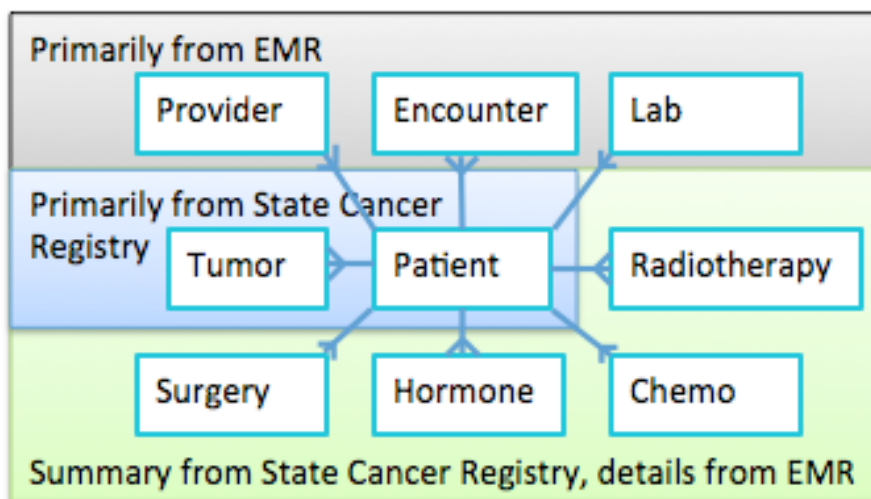 Primarily from EMR
Provider
Encounter
Lab
Primarily from State Cancer
Registry
Tumor
Patient
Radiotherapy
Surgery
Hormone
Chemo
Summary from State Cancer Registry, details from EMR